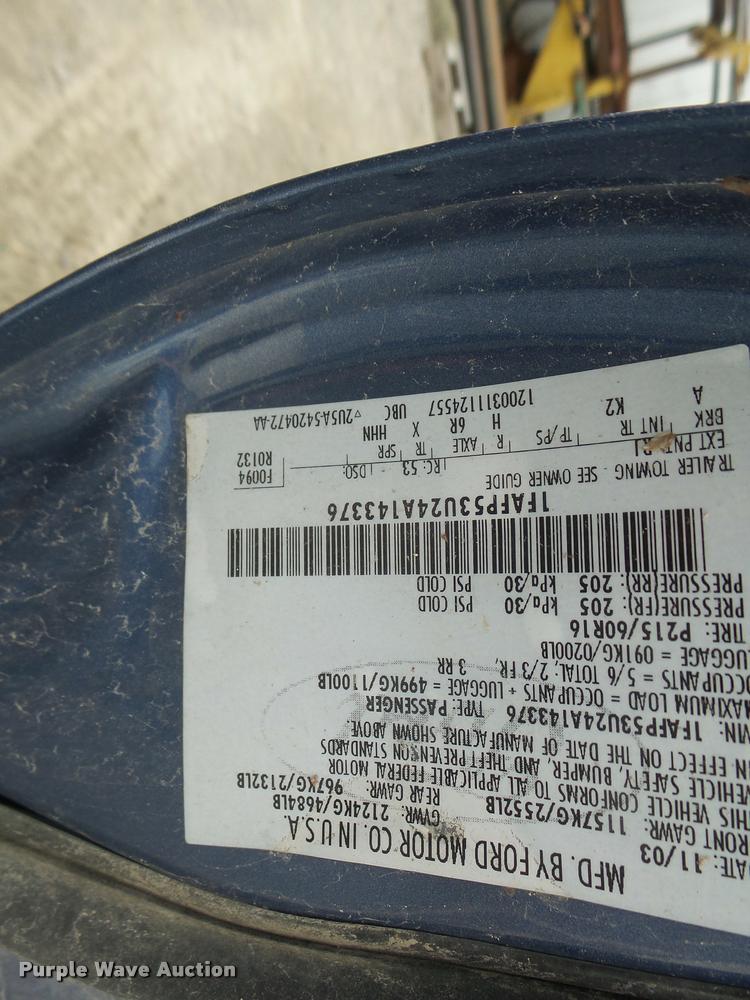 MFD. BY FORD MOTOR CO. IN U.S.A.
DATE: 11/03 GVWR: 2124KG/4684LB
FRONT GAWR: 1157KG/2552LB REAR GAWR: 967KG/2132LB
THIS VEHICLE CONFORMS TO ALL APPLICABLE FEDERAL MOTOR
VEHICLE SAFETY, BUMPER, AND THEFT PREVENTION STANDARDS
IN EFFECT ON THE DATE OF MANUFACTURE SHOWN ABOVE.
VIN: 1FAFP53U24A143376 TYPE: PASSENGER
MAXIMUM LOAD = OCCUPANTS + LUGGAGE = 499KG/1100LB
OCCUPANTS = 5/6 TOTAL, 2/3 FR, 3 RR
LUGGAGE = 091KG/0200LB
TIRE: P215/60R16
PRESSURE(FR): 205 kPa/30 PSI COLD
PRESSURE(RR): 205 kPa/30 PSI COLD
1FAFP53U24A143376
TRAILER TOWING - SEE OWNER GUIDE
EXT PNT: RC: 53 DSO: F0094
R0132
BRK INT TR TP/PS R AXLE TR SPR
A K2 H 6R X HHN
120031124557 UBC ▽2U5A-5420472-AA
Purple Wave Auction